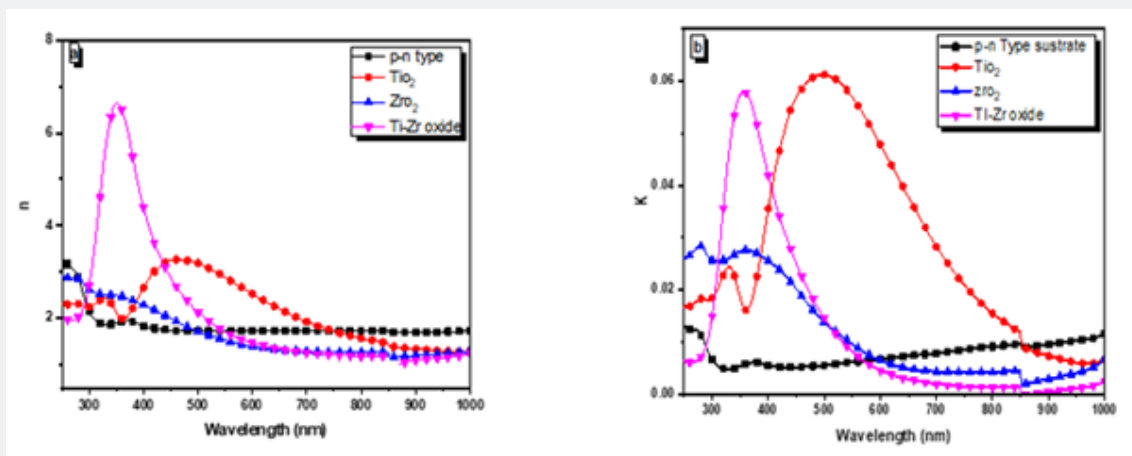 a
p-n type
Tio2
Zro2
Ti-Zr oxide
8
6
4
2
n
300 400 500 600 700 800 900 1000
Wavelength (nm)
b
p-n Type sustrate
Tio2
zro2
TI-Zr oxide
0.06
0.04
0.02
0.00
K
300 400 500 600 700 800 900 1000
Wavelength (nm)